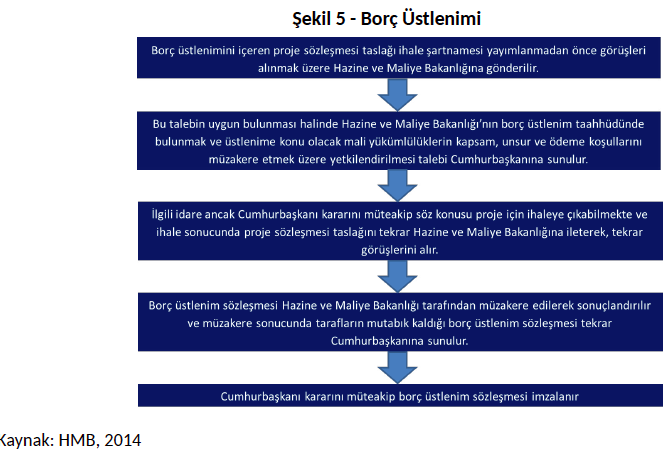 Şekil 5 - Borç Üstlenimi
Borç üstlenimini içeren proje sözleşmesi taslağı ihale şartnamesi yayımlanmadan önce görüşleri
alınmak üzere Hazine ve Maliye Bakanlığına gönderilir.
Bu talebin uygun bulunması halinde Hazine ve Maliye Bakanlığı'nın borç üstlenim taahhüdünde
bulunmak ve üstlenime konu olacak mali yükümlülüklerin kapsam, unsur ve ödeme koşullarını
müzakere etmek üzere yetkilendirilmesi talebi Cumhurbaşkanına sunulur.
İlgili idare ancak Cumhurbaşkanı kararını müteakip söz konusu proje için ihaleye çıkabilmekte ve
ihale sonucunda proje sözleşmesi taslağını tekrar Hazine ve Maliye Bakanlığına ileterek, tekrar
görüşlerini alır.
Borç üstlenim sözleşmesi Hazine ve Maliye Bakanlığı tarafından müzakere edilerek sonuçlandırılır
ve müzakere sonucunda tarafların mutabık kaldığı borç üstlenim sözleşmesi tekrar
Cumhurbaşkanına sunulur.
Cumhurbaşkanı kararını müteakip borç üstlenim sözleşmesi imzalanır
Kaynak: HMB, 2014